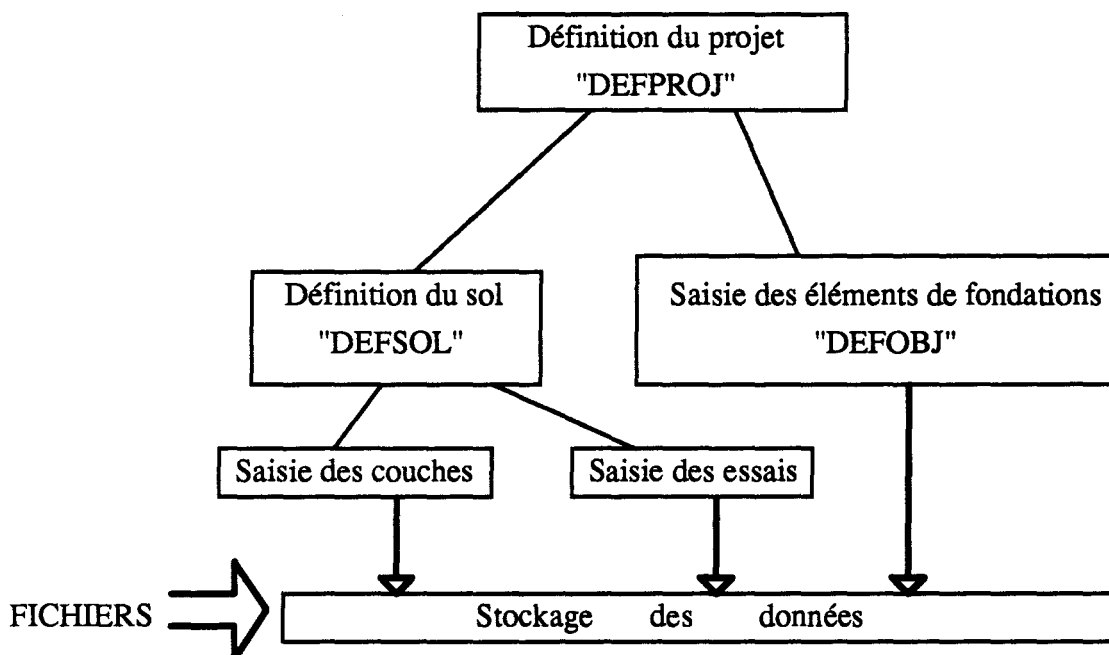 Définition du projet
"DEFPROJ"
Définition du sol
"DEFSOL"
Saisie des éléments de fondations
"DEFOBJ"
Saisie des couches
Saisie des essais
FICHIERS
Stockage des données